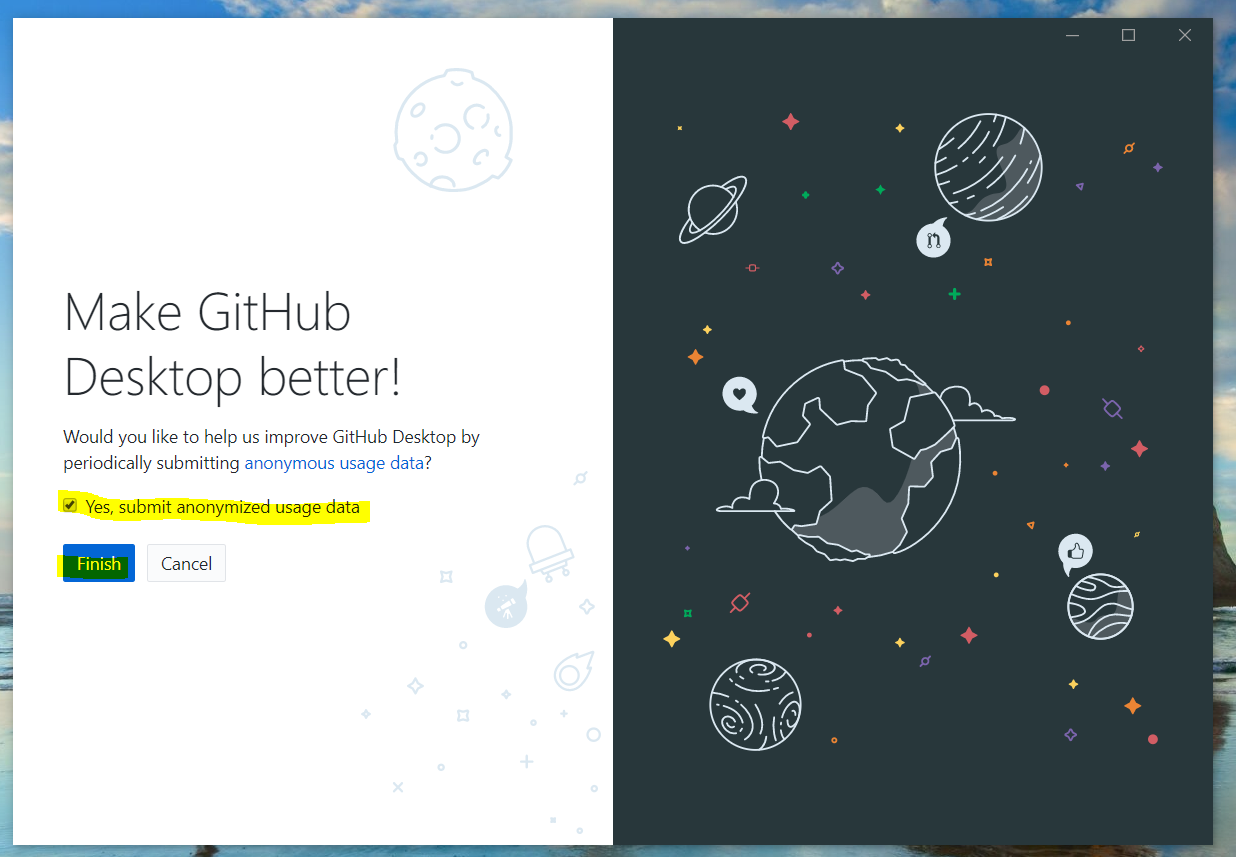 Make GitHub
Desktop better!
Would you like to help us improve GitHub Desktop by
periodically submitting anonymous usage data?
Yes, submit anonymized usage data
Finish
Cancel